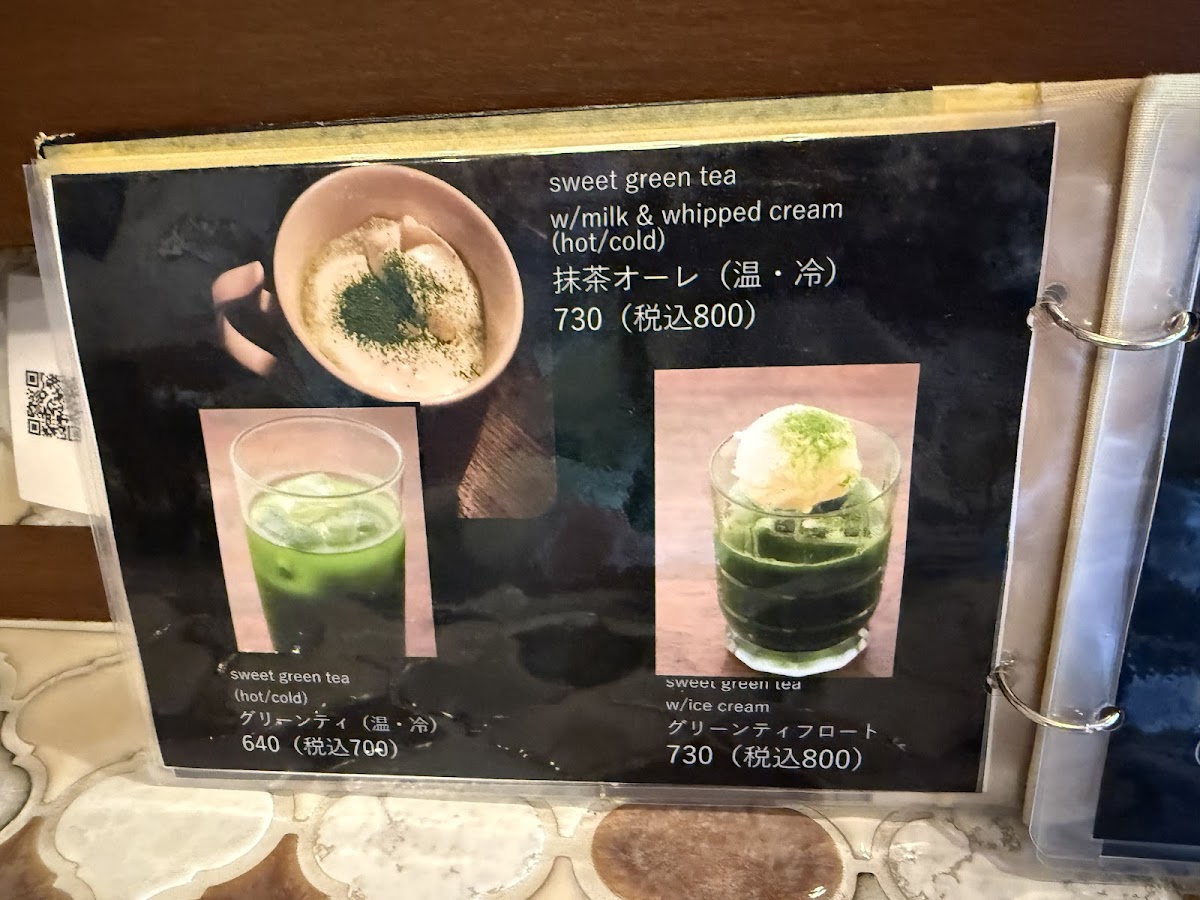 sweet green tea
w/milk & whipped cream
(hot/cold)
抹茶オーレ（温・冷）
730（税込800）
sweet green tea
(hot/cold)
グリーンティ（温・冷）
640（税込700）
sweet green tea
w/ice cream
グリーンティフロート
730（税込800）